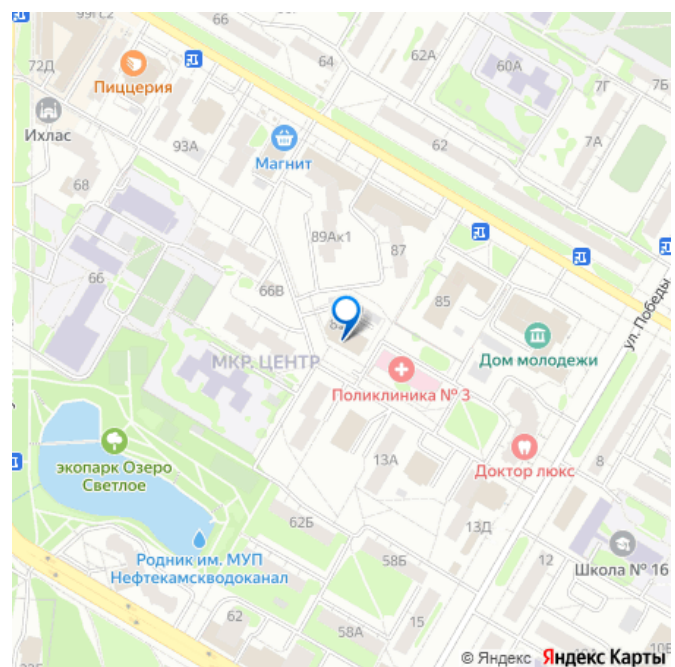 99Гс2
72Д
Пиццерия
64
62А
60А
7Г
7Б
Ихлас
93А
Магнит
62
7А
68
89Ак1
87
66
66В
85
ул. Победы
Дом молодежи
МКР. ЦЕНТР
Поликлиника № 3
экопарк Озеро
Светлое
13А
Доктор люкс
8
62Б
13Д
Родник им. МУП
Нефтекамскводоканал
58Б
12
Школа № 16
62
15
58А
10
© Яндекс Яндекс Карты